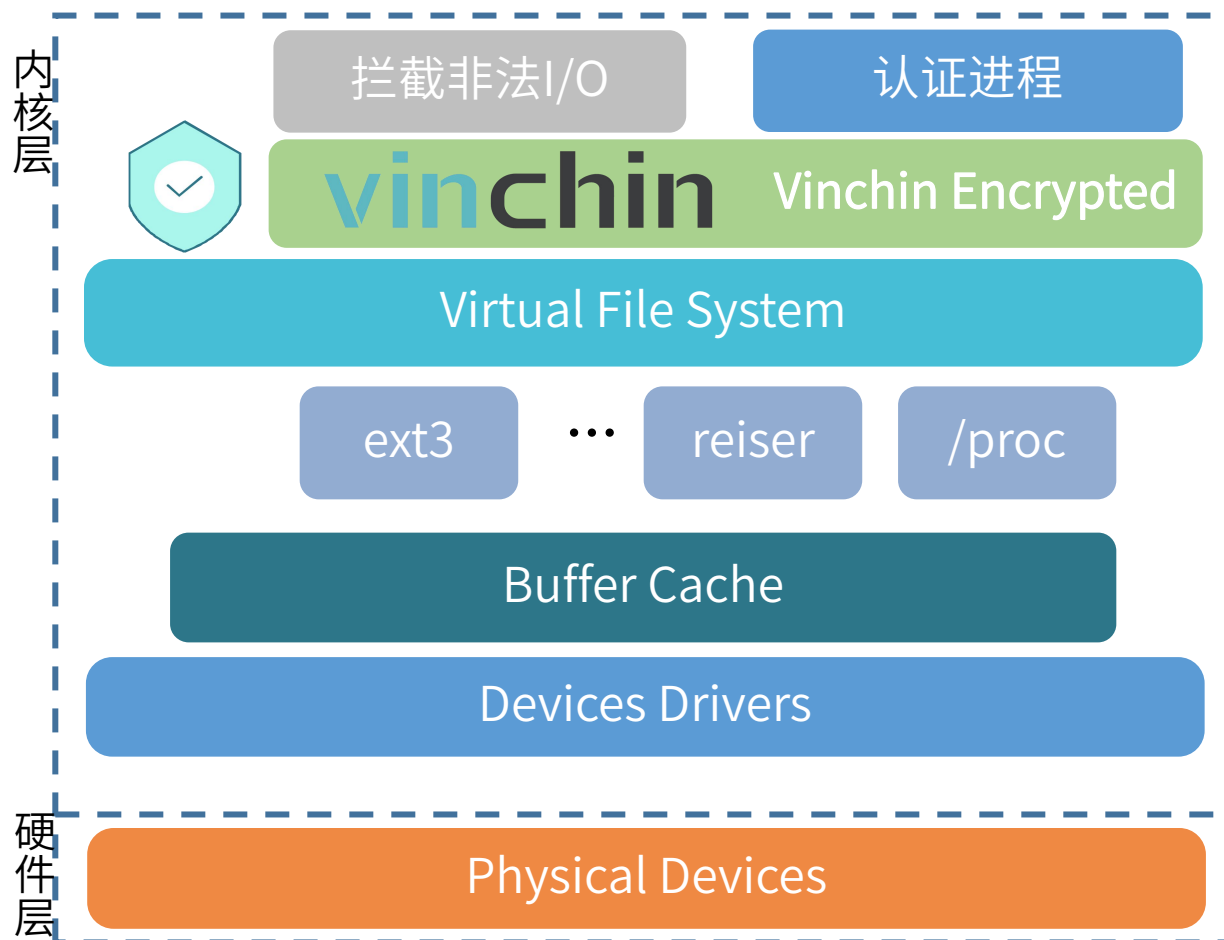 内核层
拦截非法I/O
认证进程
vinchin
Vinchin Encrypted
Virtual File System
ext3
...
reiser
/proc
Buffer Cache
Devices Drivers
硬件层
Physical Devices